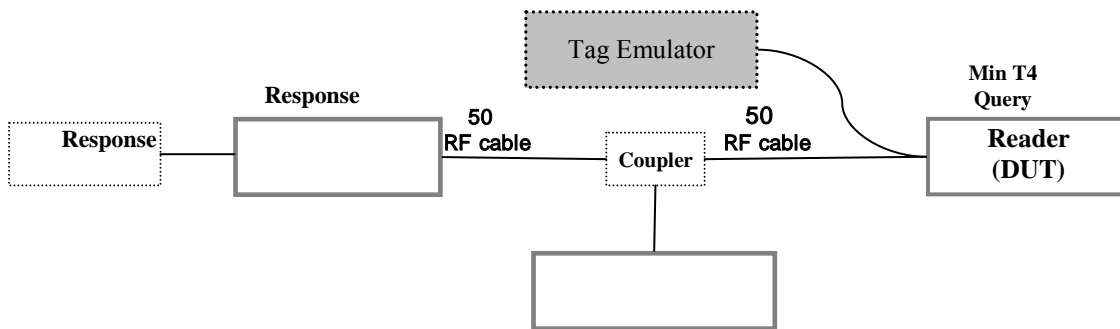 Tag Emulator
Min T4
Query
Response
50
RF cable
50
RF cable
Response
Coupler
Reader
(DUT)